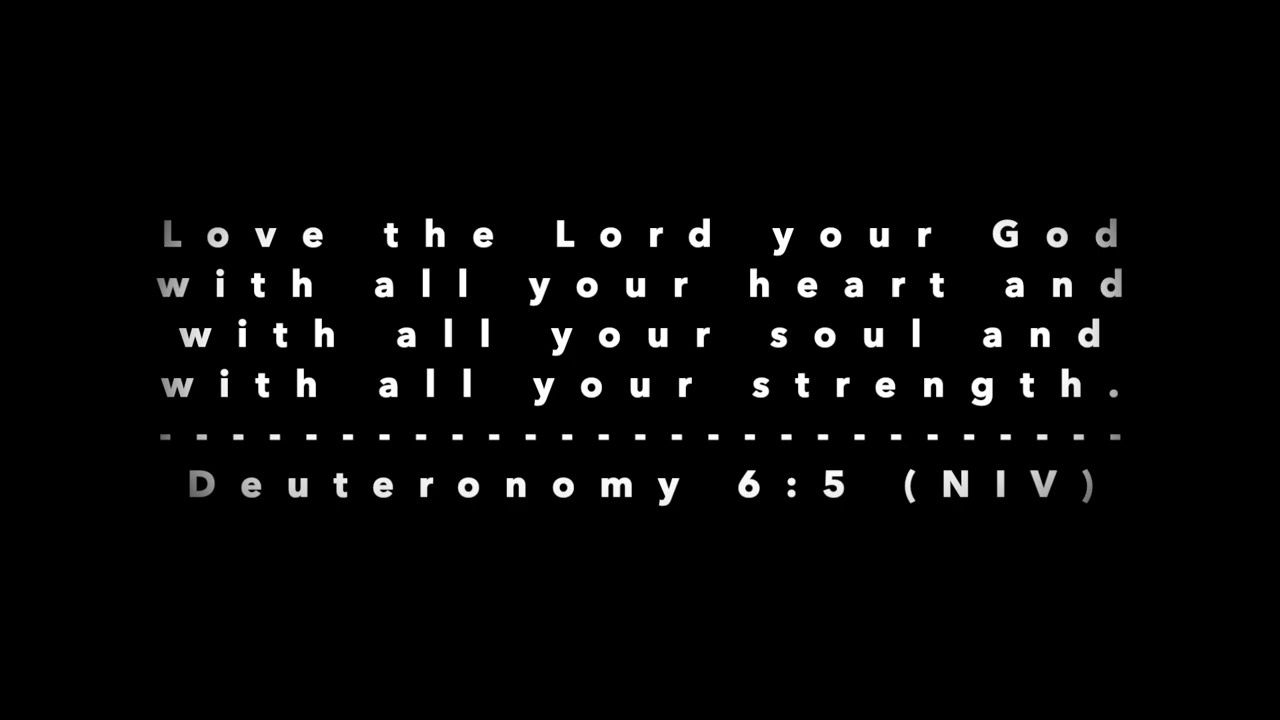 Love the Lord your God
with all your heart and
with all your soul and
with all your strength.
---------------------------
Deuteronomy 6:5 (NIV)